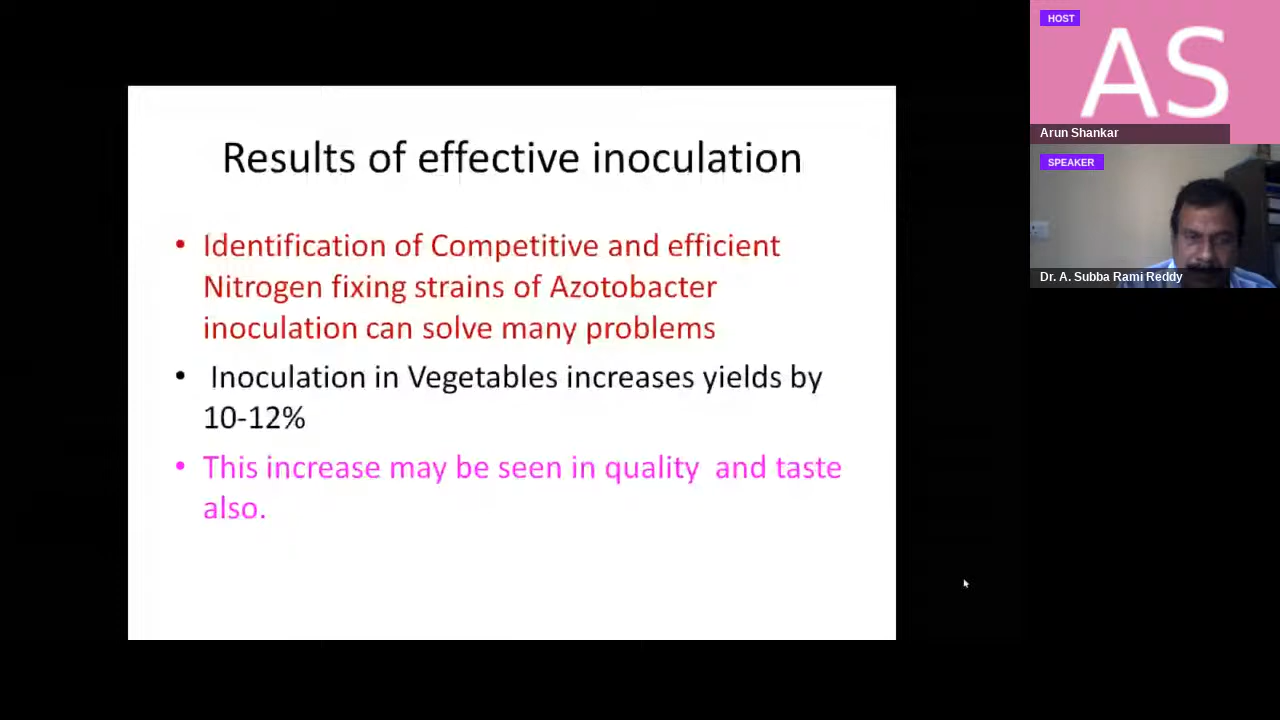 Results of effective inoculation
• Identification of Competitive and efficient
Nitrogen fixing strains of Azotobacter
inoculation can solve many problems
• Inoculation in Vegetables increases yields by
10-12%
• This increase may be seen in quality and taste
also.
HOST
AS
Arun Shankar
SPEAKER
Dr. A. Subba Rami Reddy